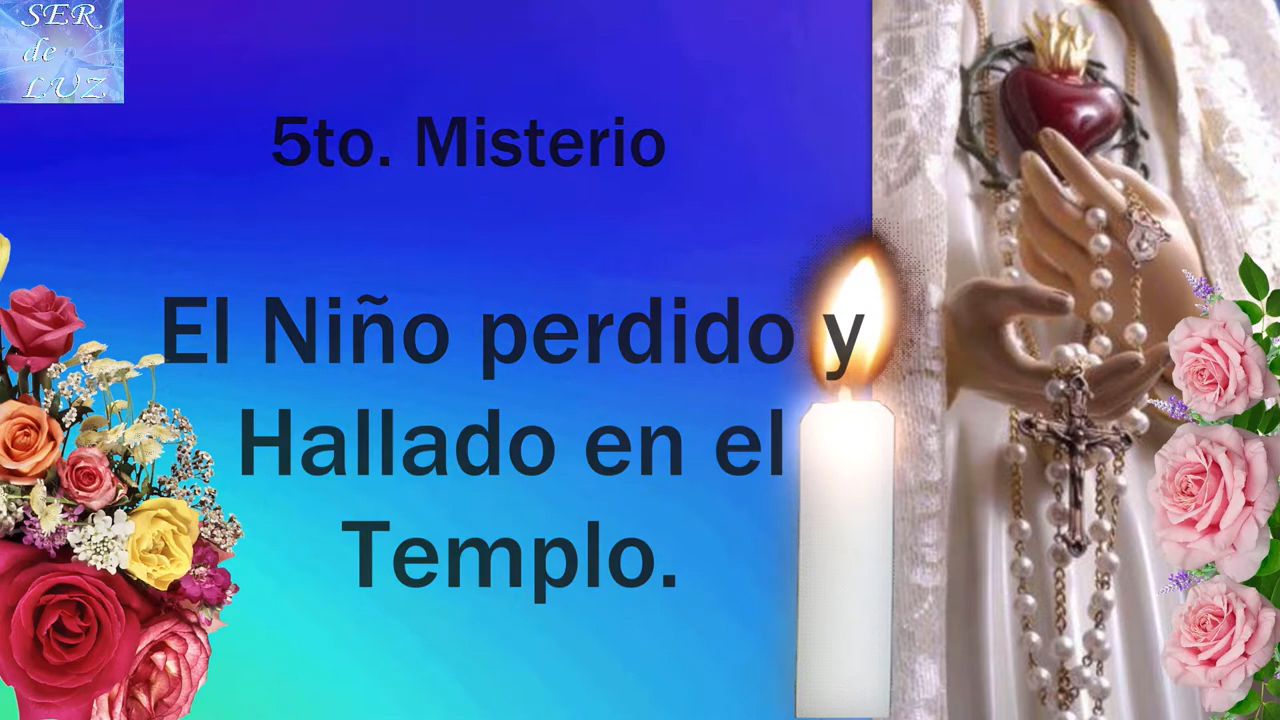 SER
de
LUZ
5to. Misterio
El Niño perdido y
Hallado en el
Templo.